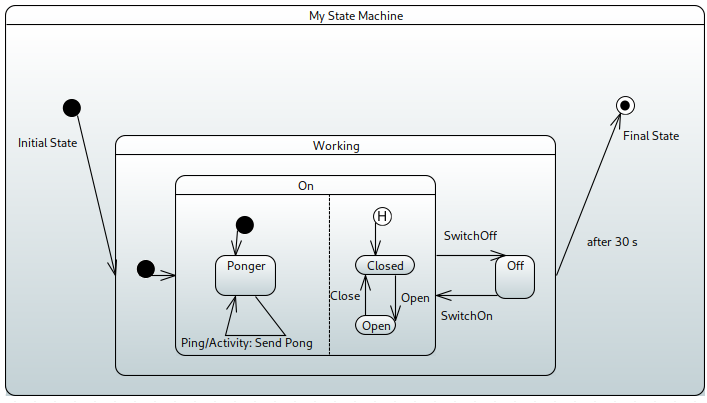 My State Machine
Initial State
Final State
Working
On
H
SwitchOff
after 30 s
Ponger
Closed
Off
Close
Open
SwitchOn
Open
Ping/Activity: Send Pong